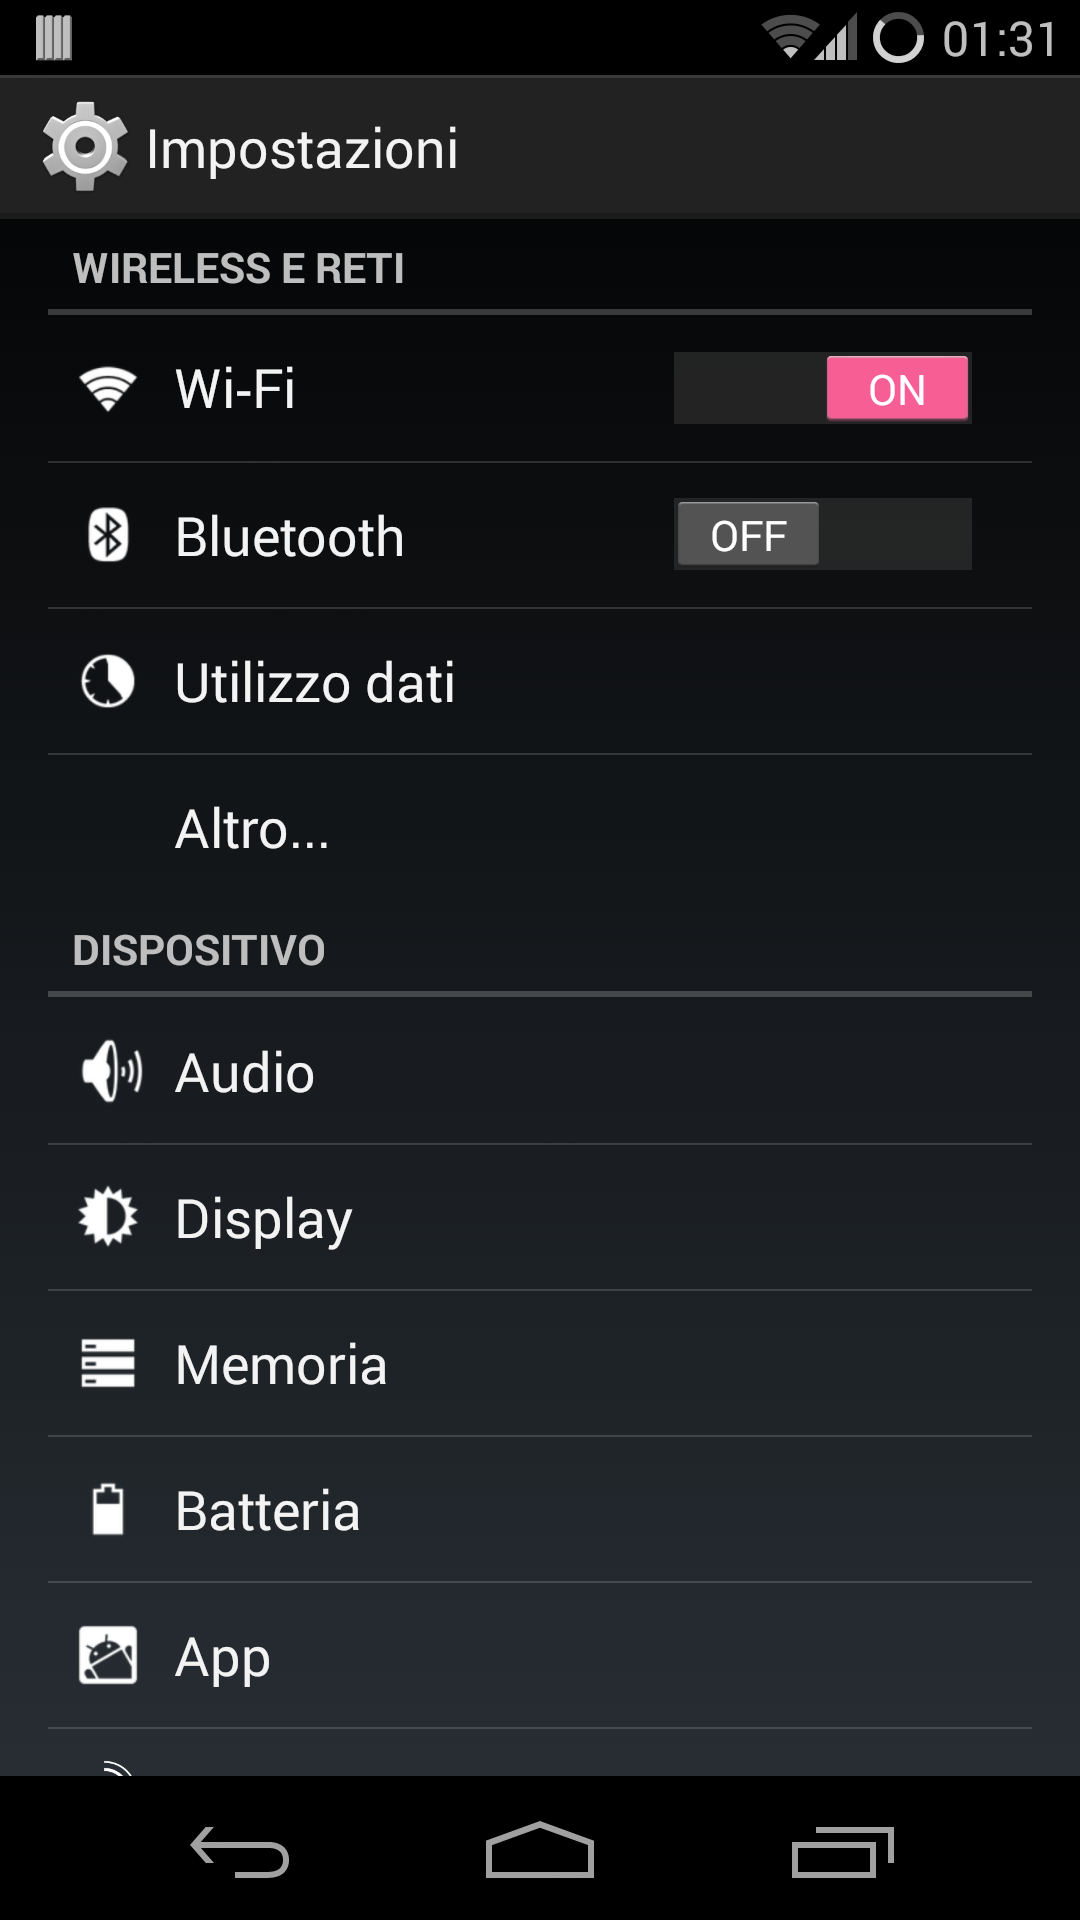 01:31
Impostazioni
WIRELESS E RETI
Wi-Fi
ON
Bluetooth
OFF
Utilizzo dati
Altro...
DISPOSITIVO
Audio
Display
Memoria
Batteria
App